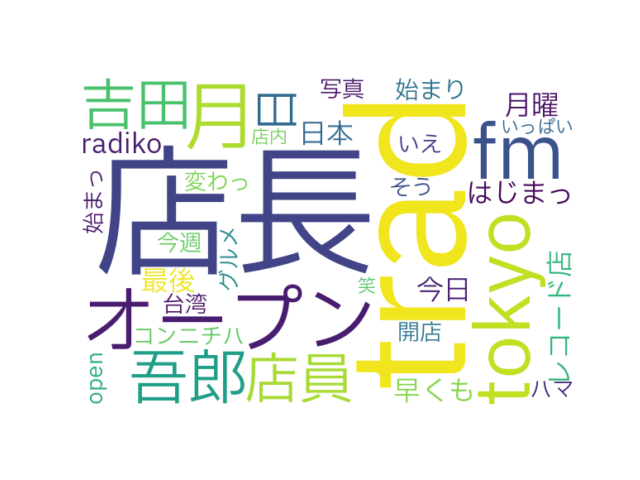 吉田
月
日
写真
始まり
月曜
いっぱい
radiko
店内
日本
いえ
fm
始まっ
店長
変わっ
trad
そう
はじまっ
今週
グルメ
tokyo
レコード店
最後
台湾
笑
今日
オープン
コンニチハ
開店
open
吾郎
店員
早くも
ハマ